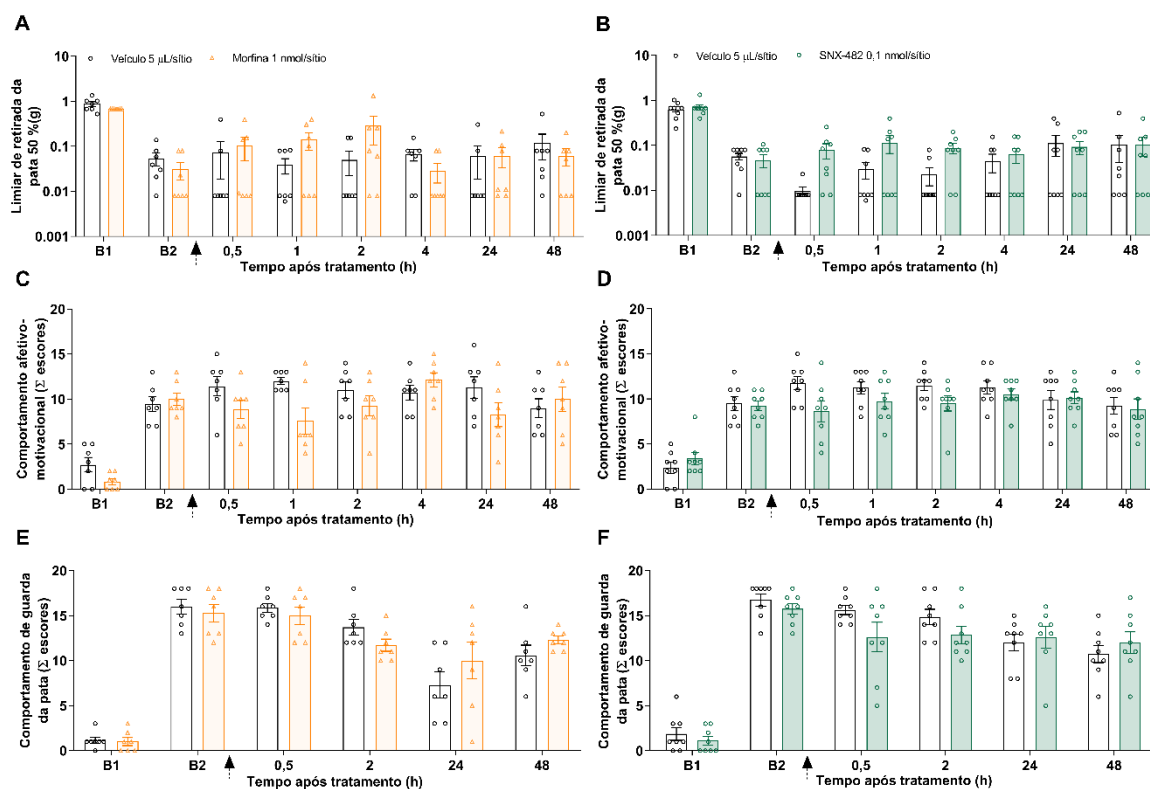 A
Veículo 5 μL/sítio
Morfina 1 nmol/sítio
Limiar de retirada da
pata 50 %(g)
10
1
0.1
0.01
0.001
B1
B2
0,5
1
2
4
24
48
Tempo após tratamento (h)
B
Veículo 5 μL/sítio
SNX-482 0,1 nmol/sítio
Limiar de retirada da
pata 50 %(g)
10
1
0.1
0.01
0.001
B1
B2
0,5
1
2
4
24
48
Tempo após tratamento (h)
C
Comportamento afetivo-
motivacional (Σ escores)
20
15
10
5
0
B1
B2
0,5
1
2
4
24
48
Tempo após tratamento (h)
D
Comportamento afetivo-
motivacional (Σ escores)
20
15
10
5
0
B1
B2
0,5
1
2
4
24
48
Tempo após tratamento (h)
E
Comportamento de guarda
da pata (Σ escores)
20
15
10
5
0
B1
B2
0,5
2
24
48
Tempo após tratamento (h)
F
Comportamento de guarda
da pata (Σ escores)
20
15
10
5
0
B1
B2
0,5
2
24
48
Tempo após tratamento (h)